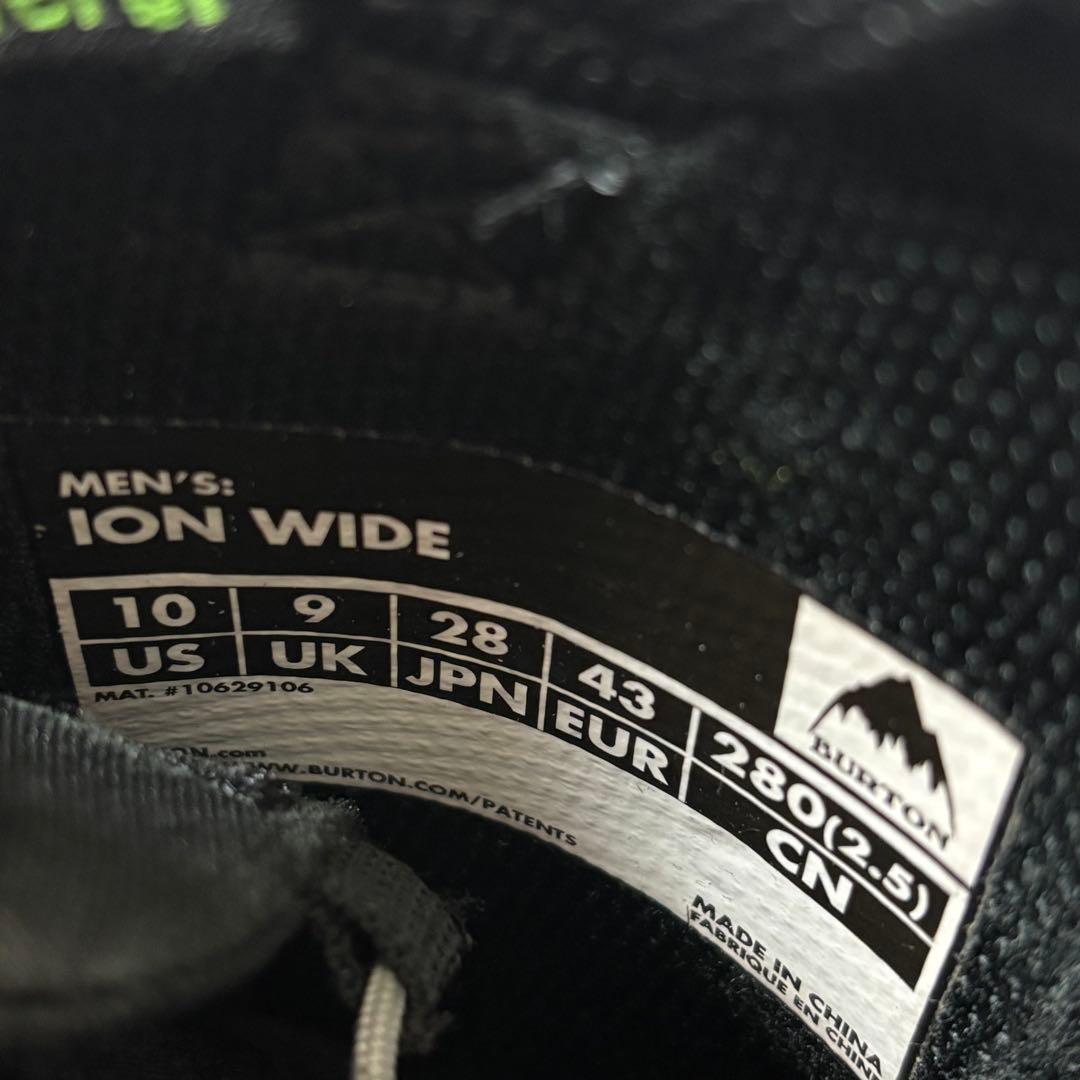 MEN'S:
ION WIDE
10 9 28 43 280(2.5)
US UK JPN EUR CN
MAT. #10629106
WWW.BURTON.COM/PATENTS
BURTON
MADE IN CHINA
FABRIQUÉ EN